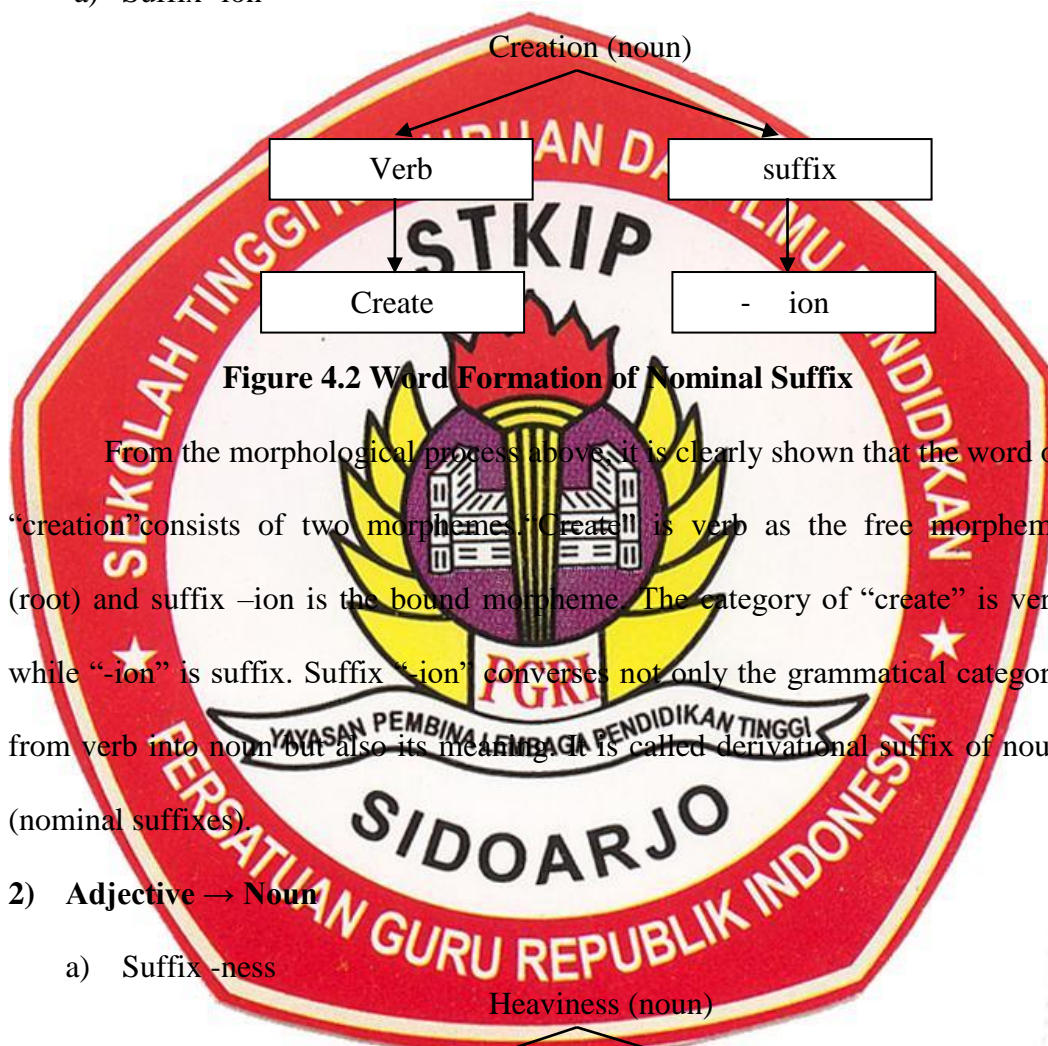 a) Suffix -ion
Creation (noun)
Verb suffix
Create - ion
Figure 4.2 Word Formation of Nominal Suffix
From the morphological process above, it is clearly shown that the word
“creation”consists of two morphemes.“Create” is verb as the free
(root) and suffix –ion is the bound morpheme. The category of “create” is
while “-ion” is suffix. Suffix “-ion” converses not only the grammatical
from verb into noun but also its meaning. It is called derivational suffix of
(nominal suffixes).
2) Adjective → Noun
a) Suffix -ness
Heaviness (noun)
SEKOLAH TINGGI DAN ILMU PENDIDIKAN
STKIP
PGRI
YAYASAN PEMBINA LEMBAGA PENDIDIKAN TINGGI
SIDOARJO
PERSATUAN GURU REPUBLIK INDONESIA